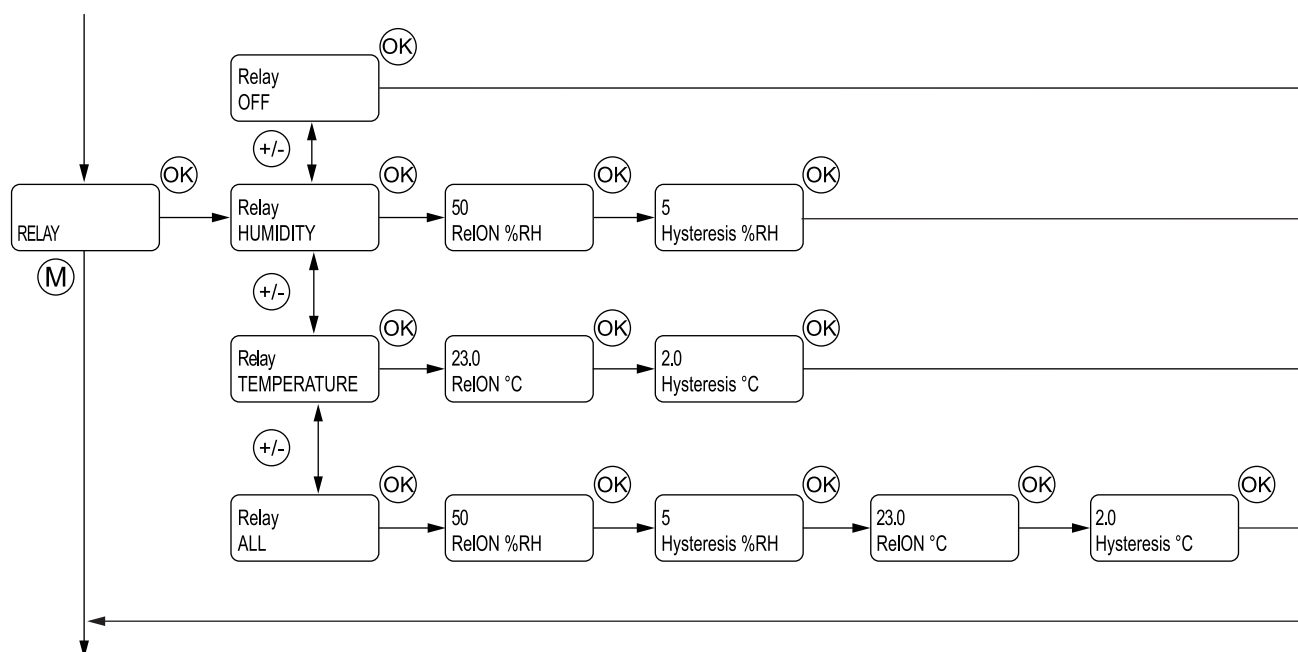 OK
Relay
OFF
+/-
OK
OK
OK
OK
RELAY
Relay
HUMIDITY
50
RelON %RH
5
Hysteresis %RH
M
+/-
OK
OK
OK
Relay
TEMPERATURE
23.0
RelON °C
2.0
Hysteresis °C
+/-
OK
OK
OK
OK
OK
Relay
ALL
50
RelON %RH
5
Hysteresis %RH
23.0
RelON °C
2.0
Hysteresis °C